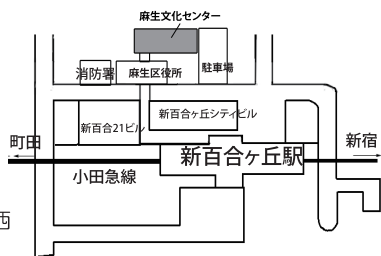 麻生文化センター
消防署
麻生区役所
駐車場
新百合21ビル
新百合ヶ丘シティビル
町田
新百合ヶ丘駅
新宿
小田急線
西